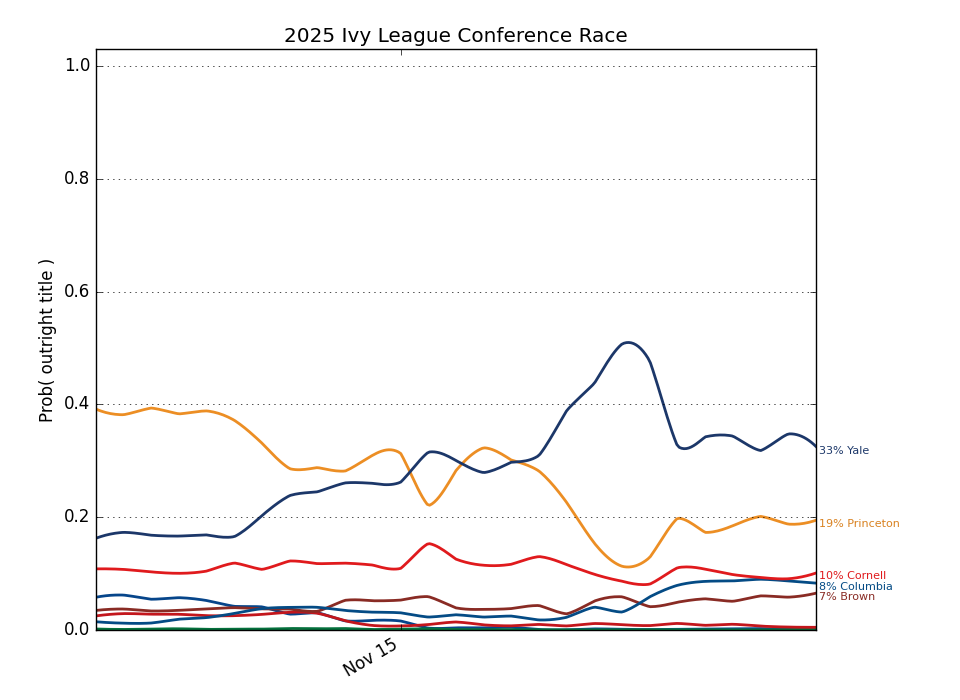 2025 Ivy League Conference Race
Prob( outright title )
1.0
0.8
0.6
0.4
0.2
0.0
Nov 15
33% Yale
19% Princeton
10% Cornell
8% Columbia
7% Brown